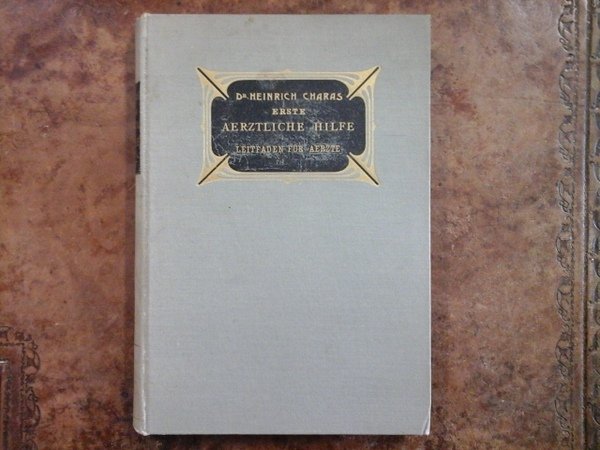 DR. HEINRICH CHARAS
ERSTE
AERZTLICHE HILFE
LEITFADEN FÜR AERZTE